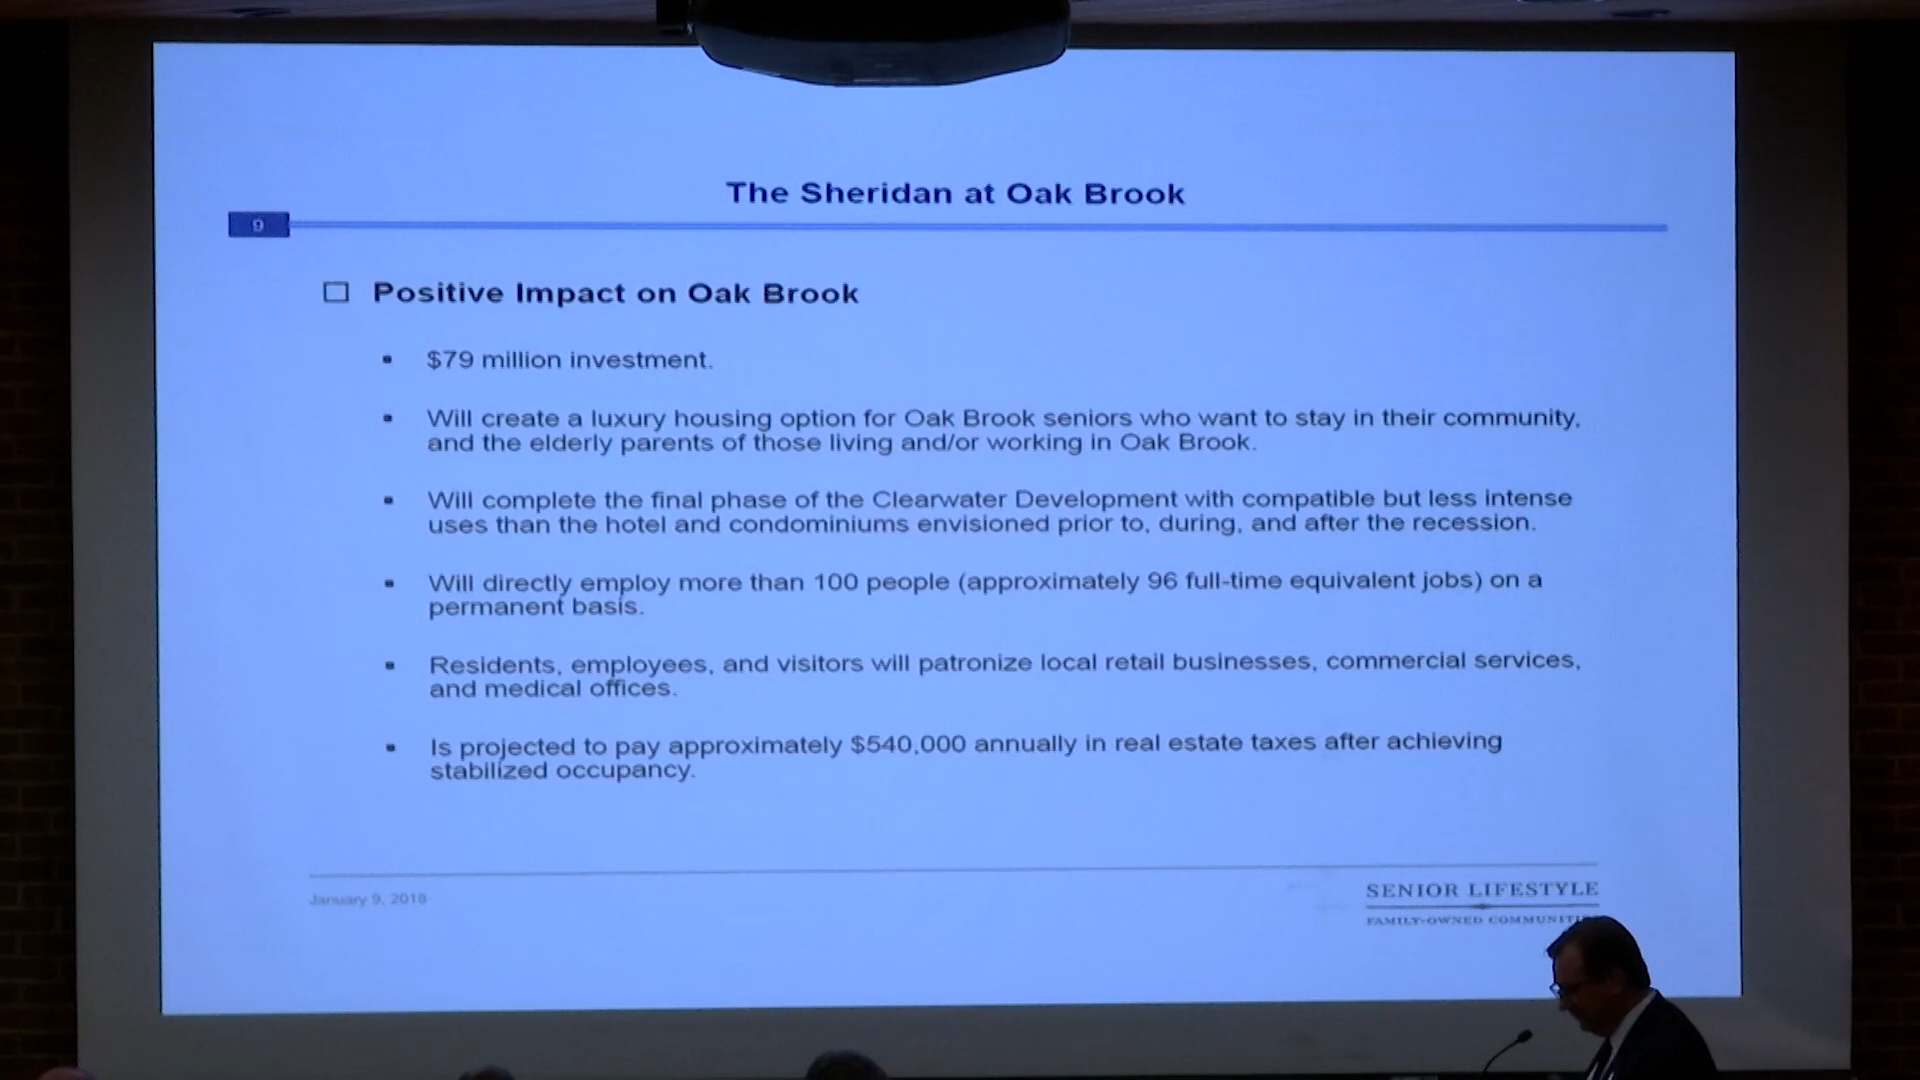 The Sheridan at Oak Brook
9
Positive Impact on Oak Brook
$79 million investment.
Will create a luxury housing option for Oak Brook seniors who want to stay in their community,
and the elderly parents of those living and/or working in Oak Brook.
Will complete the final phase of the Clearwater Development with compatible but less intense
uses than the hotel and condominiums envisioned prior to, during, and after the recession.
Will directly employ more than 100 people (approximately 96 full-time equivalent jobs) on a
permanent basis.
Residents, employees, and visitors will patronize local retail businesses, commercial services,
and medical offices.
Is projected to pay approximately $540,000 annually in real estate taxes after achieving
stabilized occupancy.
January 9, 2018
SENIOR LIFESTYLE
FAMILY-OWNED